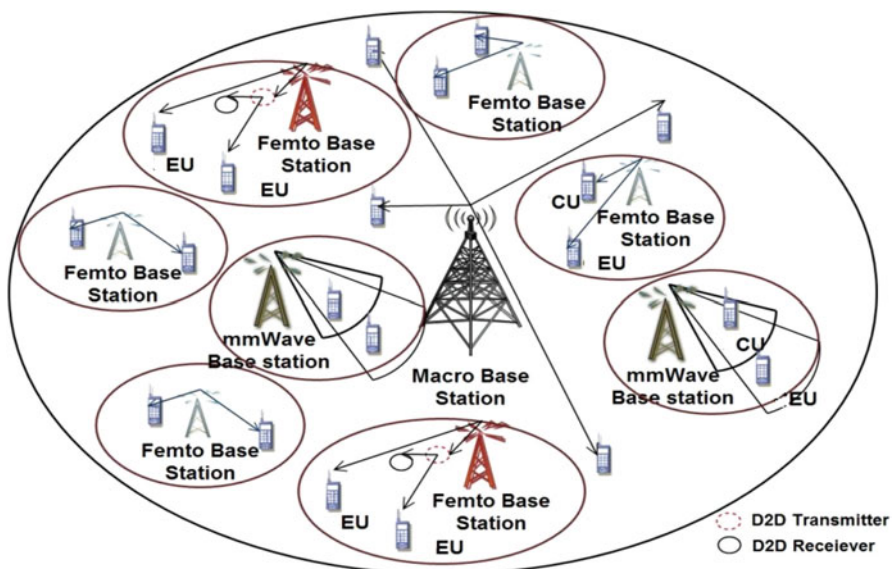 Femto Base
Station
EU
Femto Base
Station
EU
CU
Femto Base
Station
EU
Femto Base
Station
mmWave
Base station
CU
mmWave
Base station
EU
Macro Base
Station
Femto Base
Station
EU
Femto Base
Station
EU
D2D Transmitter
D2D Receiever